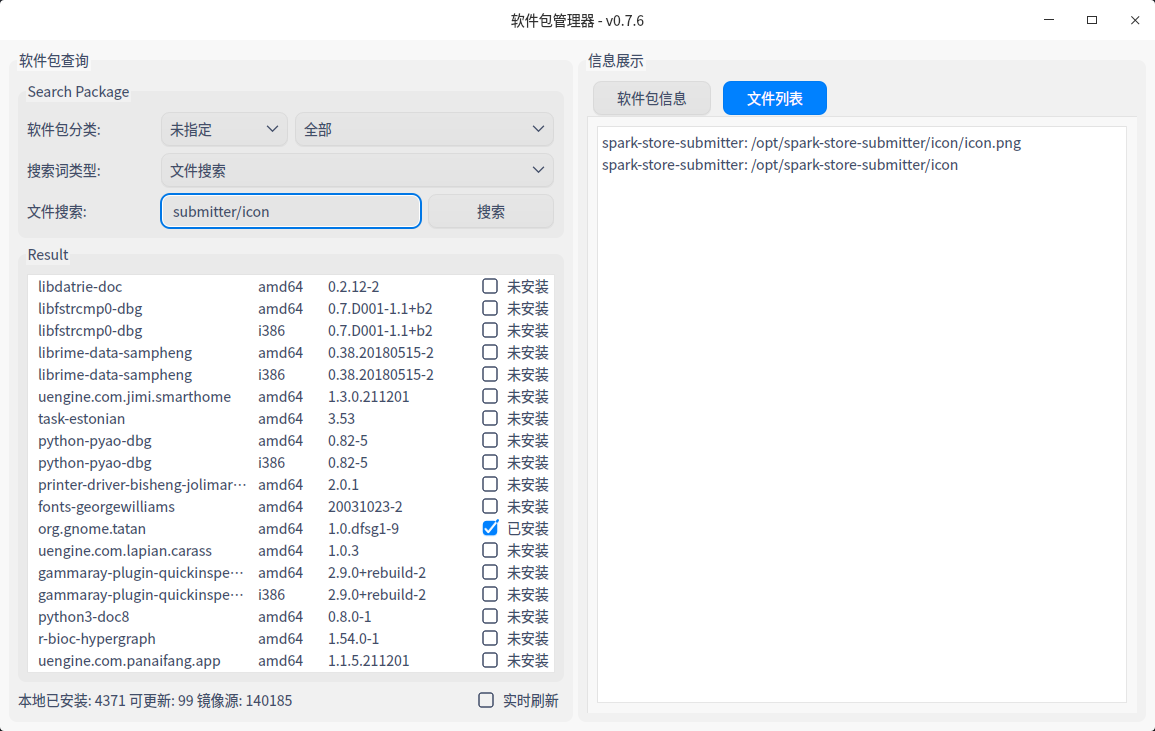 软件包管理器 - v0.7.6
软件包查询
Search Package
软件包分类: 未指定 全部
搜索词类型: 文件搜索
文件搜索: submitter/icon 搜索
Result
libdatrie-doc amd64 0.2.12-2 未安装
libfstrcmp0-dbg amd64 0.7.D001-1.1+b2 未安装
libfstrcmp0-dbg i386 0.7.D001-1.1+b2 未安装
librime-data-sampheng amd64 0.38.20180515-2 未安装
librime-data-sampheng i386 0.38.20180515-2 未安装
uengine.com.jimi.smarthome amd64 1.3.0.211201 未安装
task-estonian amd64 3.53 未安装
python-pyao-dbg amd64 0.82-5 未安装
python-pyao-dbg i386 0.82-5 未安装
printer-driver-bisheng-jolimar… amd64 2.0.1 未安装
fonts-georgewilliams amd64 20031023-2 未安装
org.gnome.tatan amd64 1.0.dfsg1-9 已安装
uengine.com.lapian.carass amd64 1.0.3 未安装
gammaray-plugin-quickinspe… amd64 2.9.0+rebuild-2 未安装
gammaray-plugin-quickinspe… i386 2.9.0+rebuild-2 未安装
python3-doc8 amd64 0.8.0-1 未安装
r-bioc-hypergraph amd64 1.54.0-1 未安装
uengine.com.panaifang.app amd64 1.1.5.211201 未安装
本地已安装: 4371 可更新: 99 镜像源: 140185 实时刷新
信息展示
软件包信息 文件列表
spark-store-submitter: /opt/spark-store-submitter/icon/icon.png
spark-store-submitter: /opt/spark-store-submitter/icon